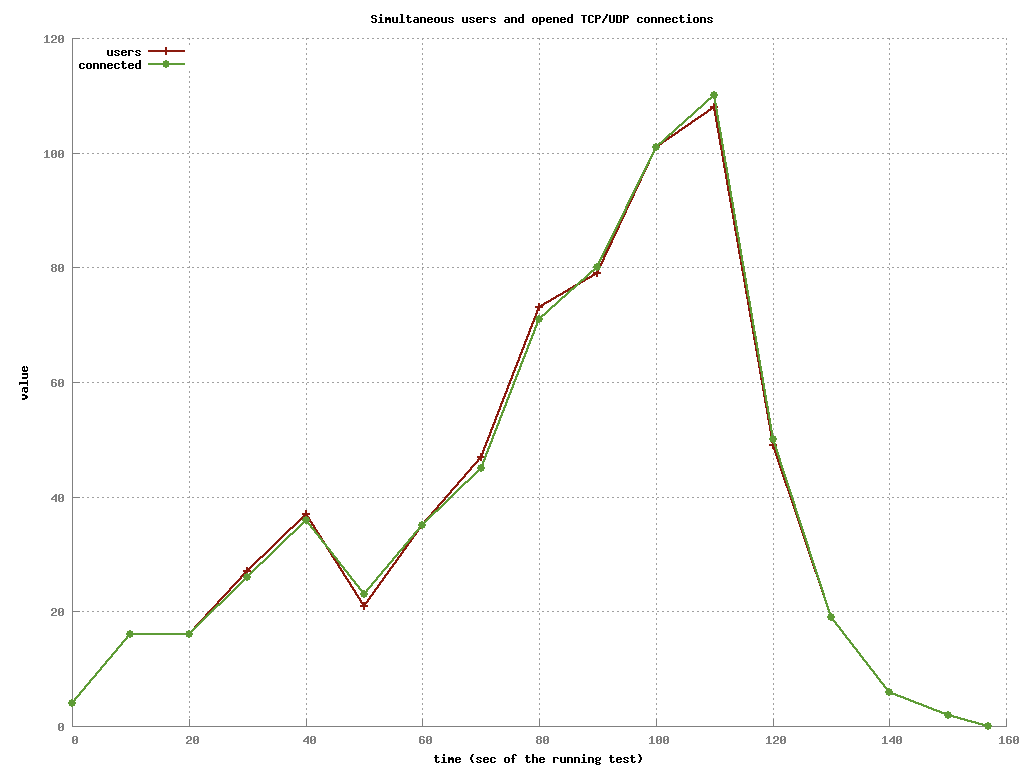 Simultaneous users and opened TCP/UDP connections
120
users
connected
100
80
60
value
40
20
0
0 20 40 60 80 100 120 140 160
time (sec of the running test)